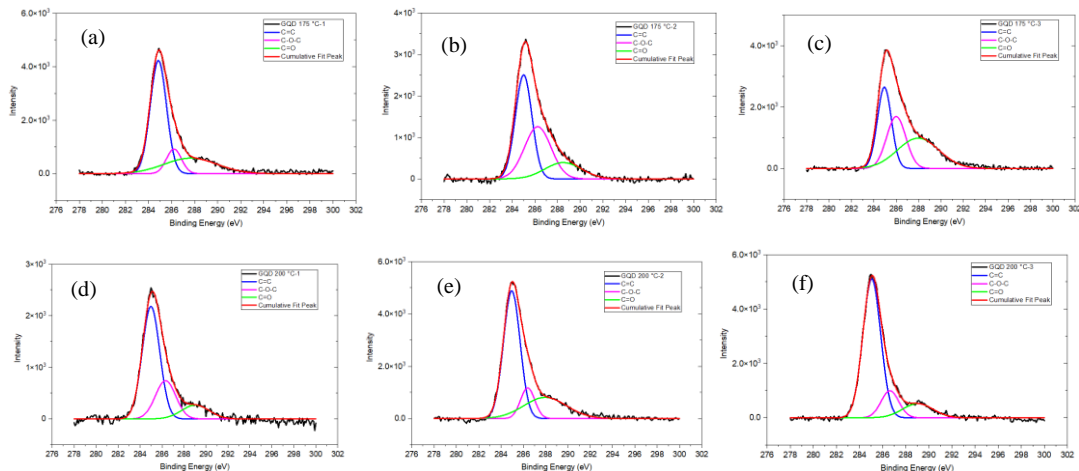 (a)
GQD 175 °C-1
C=C
C-O-C
C=O
Cumulative Fit Peak
6.0×10³
4.0×10³
2.0×10³
0.0
Intensity
276 278 280 282 284 286 288 290 292 294 296 298 300 302
Binding Energy (eV)
(b)
GQD 175 °C-2
C=C
C-O-C
C=O
Cumulative Fit Peak
4×10³
3×10³
2×10³
1×10³
0
Intensity
276 278 280 282 284 286 288 290 292 294 296 298 300 302
Binding Energy (eV)
(c)
GQD 175 °C-3
C=C
C-O-C
C=O
Cumulative Fit Peak
4×10³
2×10³
0
Intensity
276 278 280 282 284 286 288 290 292 294 296 298 300 302
Binding Energy (eV)
(d)
GQD 200 °C-1
C=C
C-O-C
C=O
Cumulative Fit Peak
3×10³
2×10³
1×10³
0
Intensity
276 278 280 282 284 286 288 290 292 294 296 298 300 302
Binding Energy (eV)
(e)
GQD 200 °C-2
C=C
C-O-C
C=O
Cumulative Fit Peak
6.0×10³
4.0×10³
2.0×10³
0.0
Intensity
276 278 280 282 284 286 288 290 292 294 296 298 300 302
Binding Energy (eV)
(f)
GQD 200 °C-3
C=C
C-O-C
C=O
Cumulative Fit Peak
6.0×10³
4.0×10³
2.0×10³
0.0
Intensity
276 278 280 282 284 286 288 290 292 294 296 298 300 302
Binding Energy (eV)